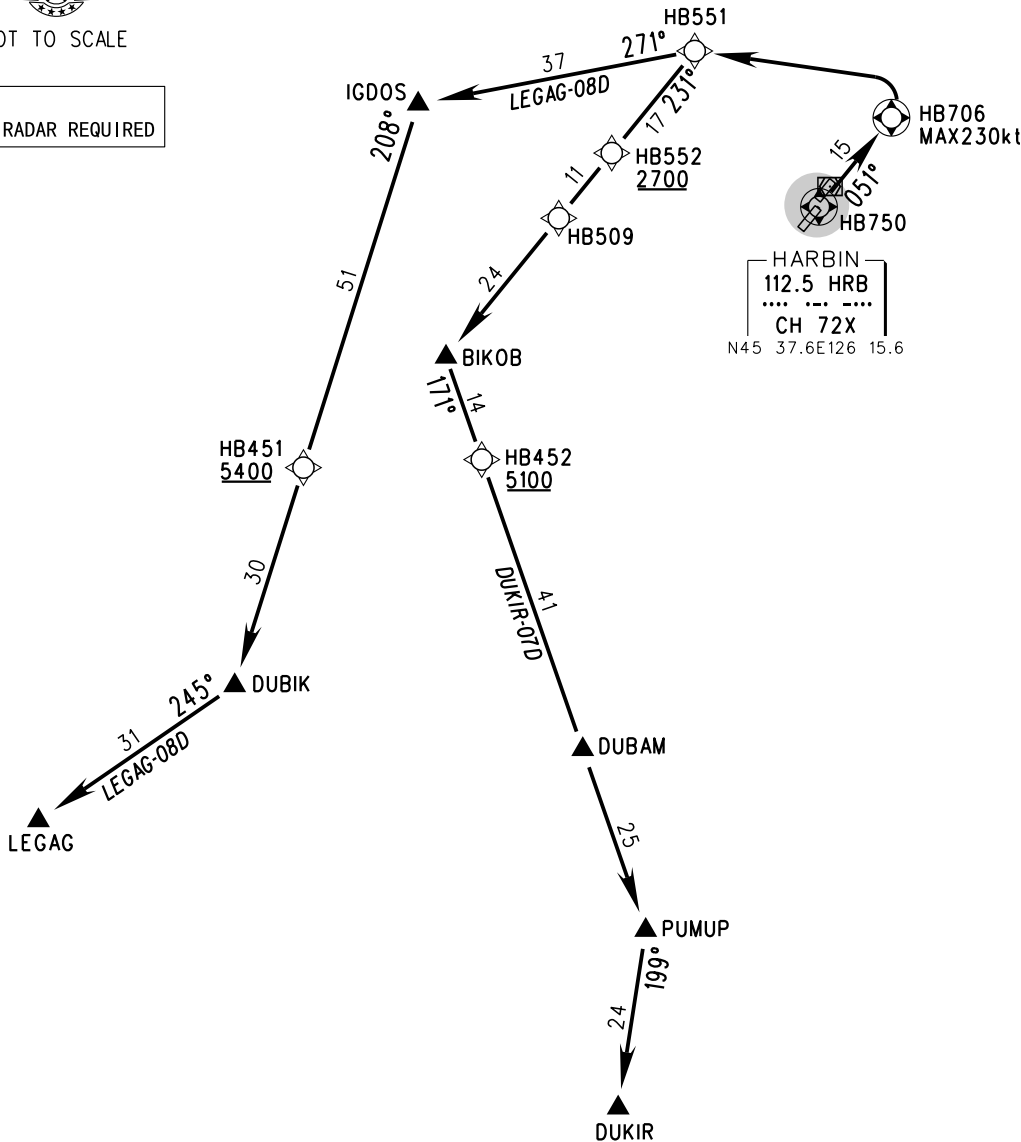 OT TO SCALE
RADAR REQUIRED
HB551
271°
37
LEGAG-08D
IGDOS
208°
231°
17
HB552
2700
11
HB509
HB706
MAX230kt
15
051°
HB750
HARBIN
112.5 HRB
···· ·-· -···
CH 72X
N45 37.6E126 15.6
51
24
BIKOB
171°
14
HB451
5400
HB452
5100
30
DUKIR-07D
41
DUBIK
245°
31
LEGAG-08D
LEGAG
DUBAM
25
PUMUP
199°
24
DUKIR